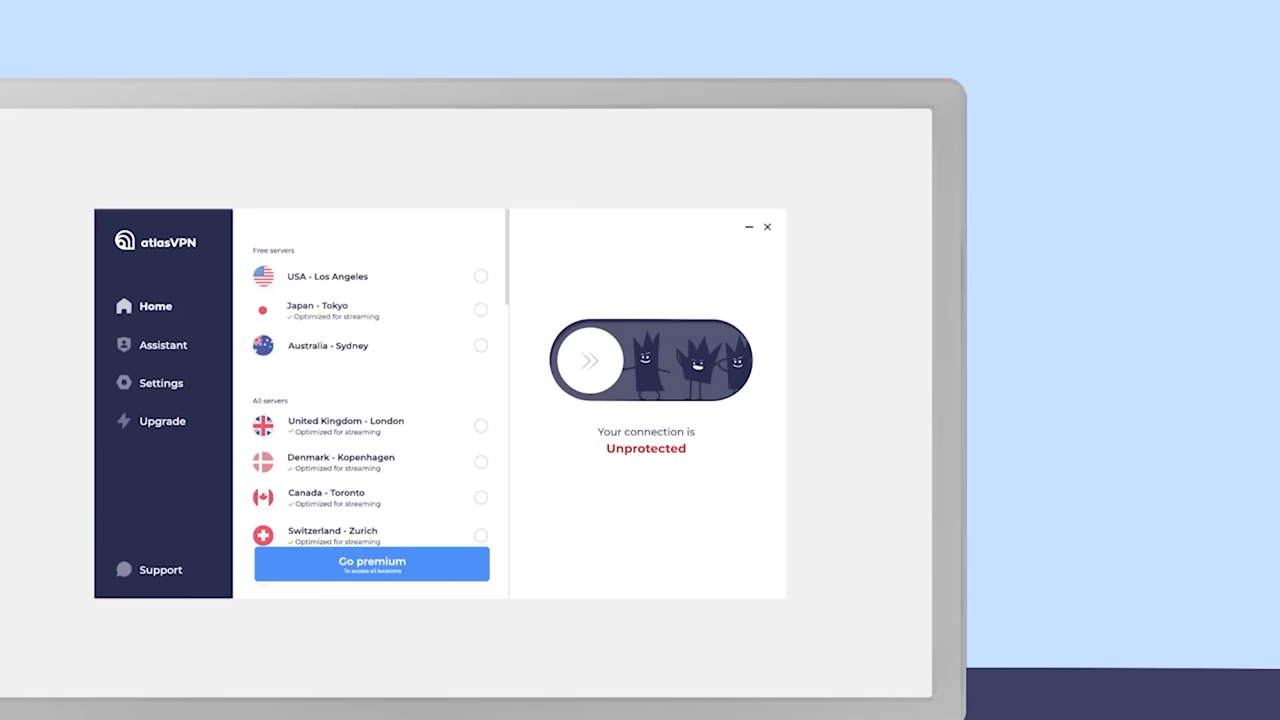 atlasVPN
Home
Assistant
Settings
Upgrade
Support
Free servers
USA - Los Angeles
Japan - Tokyo
Optimized for streaming
Australia - Sydney
All servers
United Kingdom - London
Optimized for streaming
Denmark - Kopenhagen
Optimized for streaming
Canada - Toronto
Optimized for streaming
Switzerland - Zurich
Optimized for streaming
Go premium
To access all locations
Your connection is
Unprotected